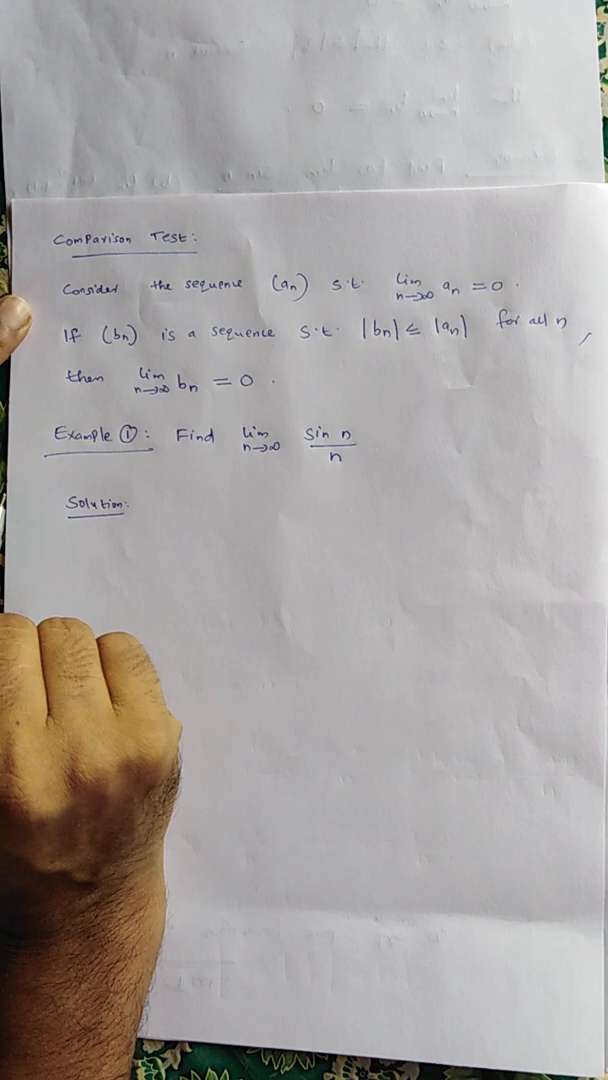 Comparison Test:
Consider the sequence (aₙ) s.t. lim n→∞ aₙ = 0.
If (bₙ) is a sequence s.t. |bₙ| ≤ |aₙ| for all n,
then lim n→∞ bₙ = 0.
Example ①: Find lim n→∞ sin n / n
Solution: